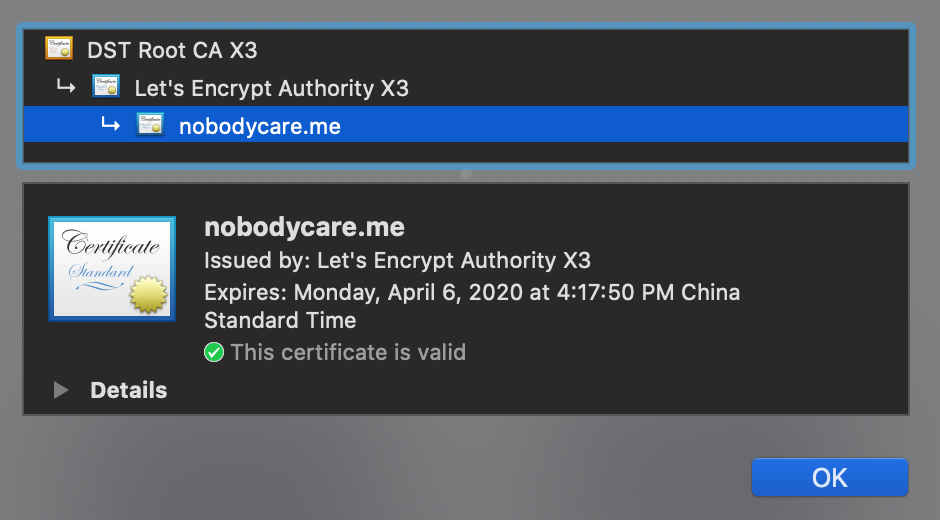 DST Root CA X3
Let's Encrypt Authority X3
nobodycare.me
Certificate
Standard
nobodycare.me
Issued by: Let's Encrypt Authority X3
Expires: Monday, April 6, 2020 at 4:17:50 PM China
Standard Time
This certificate is valid
Details
OK